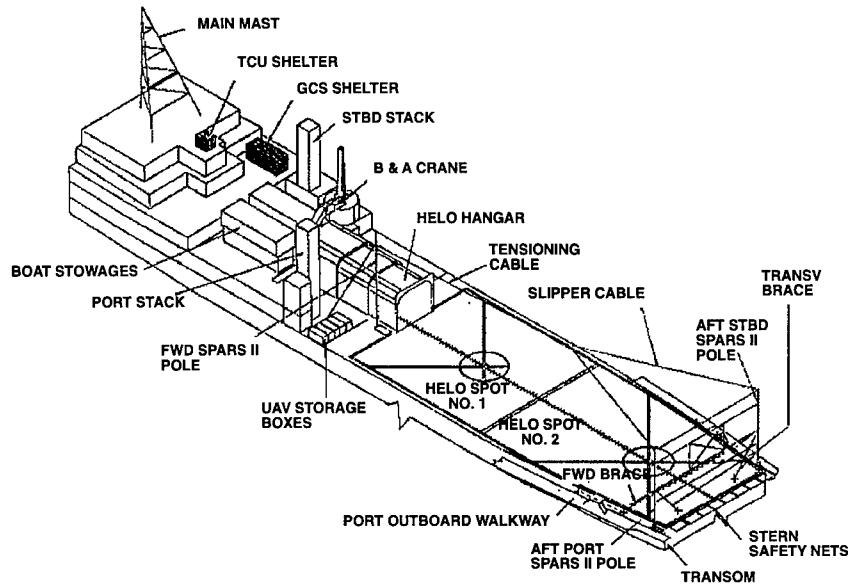 MAIN MAST
TCU SHELTER
GCS SHELTER
STBD STACK
B & A CRANE
HELO HANGAR
TENSIONING
CABLE
SLIPPER CABLE
TRANSV
BRACE
AFT STBD
SPARS II
POLE
BOAT STOWAGES
PORT STACK
FWD SPARS II
POLE
UAV STORAGE
BOXES
HELO SPOT
NO. 1
HELO SPOT
NO. 2
FWD BRACE
PORT OUTBOARD WALKWAY
AFT PORT
SPARS II POLE
STERN
SAFETY NETS
TRANSOM